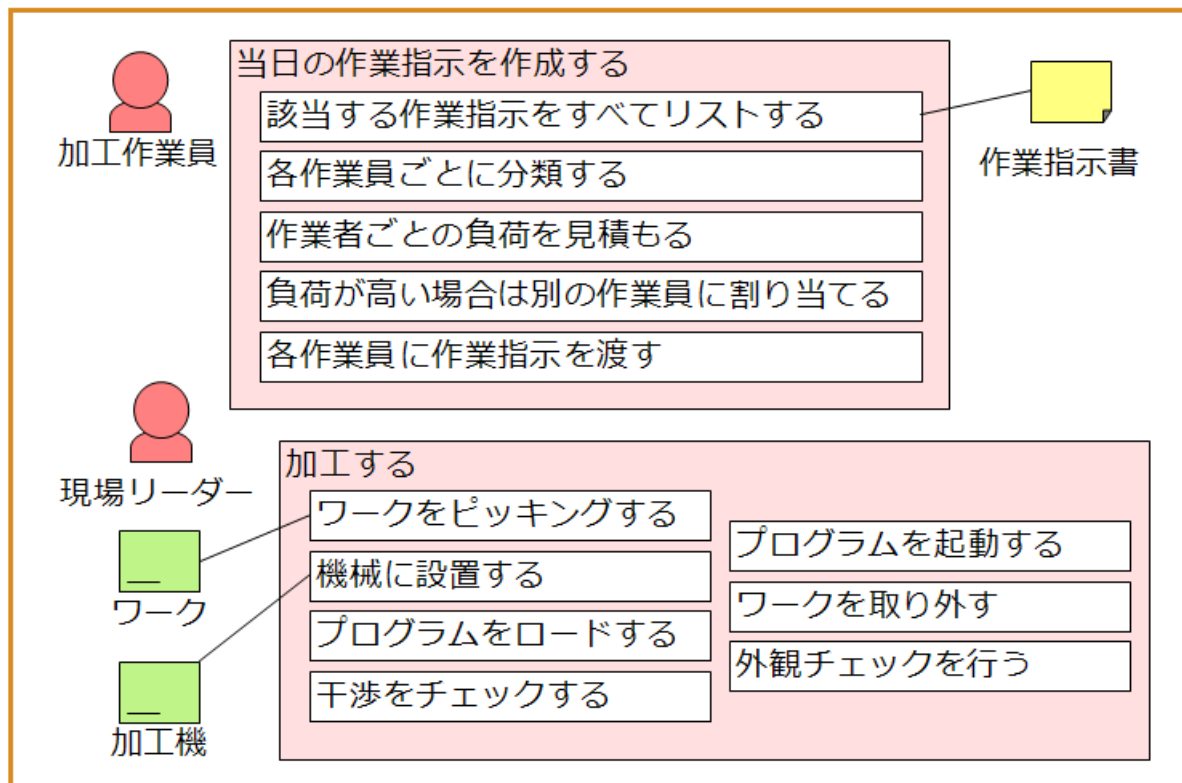 加工作業員
当日の作業指示を作成する
該当する作業指示をすべてリストする
各作業員ごとに分類する
作業者ごとの負荷を見積もる
負荷が高い場合は別の作業員に割り当てる
各作業員に作業指示を渡す
作業指示書
現場リーダー
ワーク
加工機
加工する
ワークをピッキングする
機械に設置する
プログラムをロードする
干渉をチェックする
プログラムを起動する
ワークを取り外す
外観チェックを行う